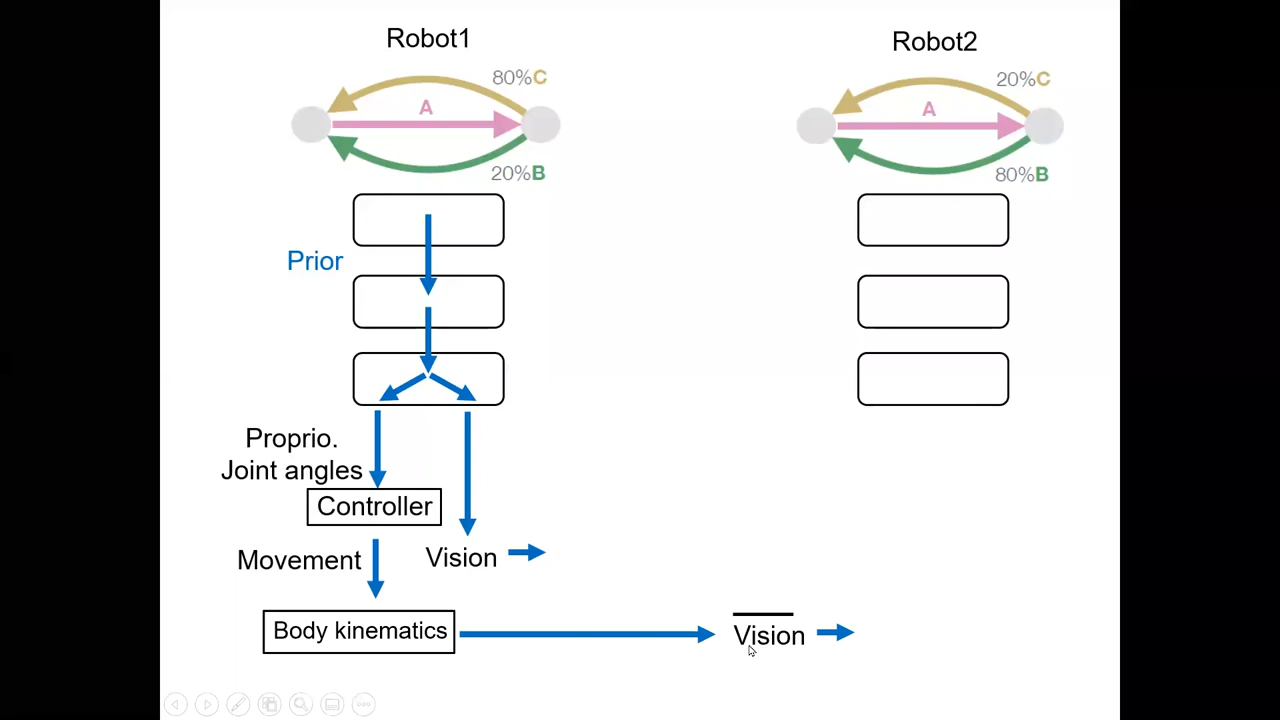 Robot1
80%C
A
20%B
Prior
Proprio.
Joint angles
Controller
Movement
Vision
Body kinematics
Robot2
20%C
A
80%B
Vision